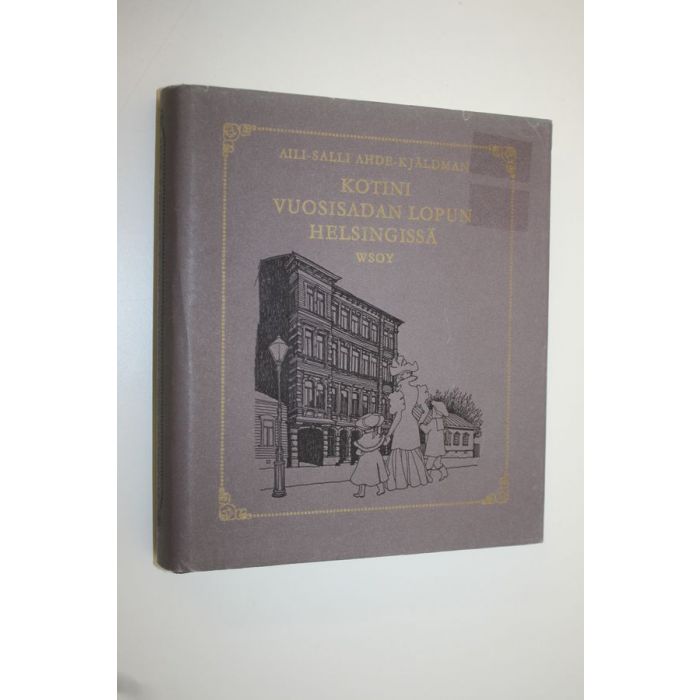 AILI-SALLI AHDE-KJÄLDMAN
KOTINI
VUOSISADAN LOPUN
HELSINGISSÄ
WSOY